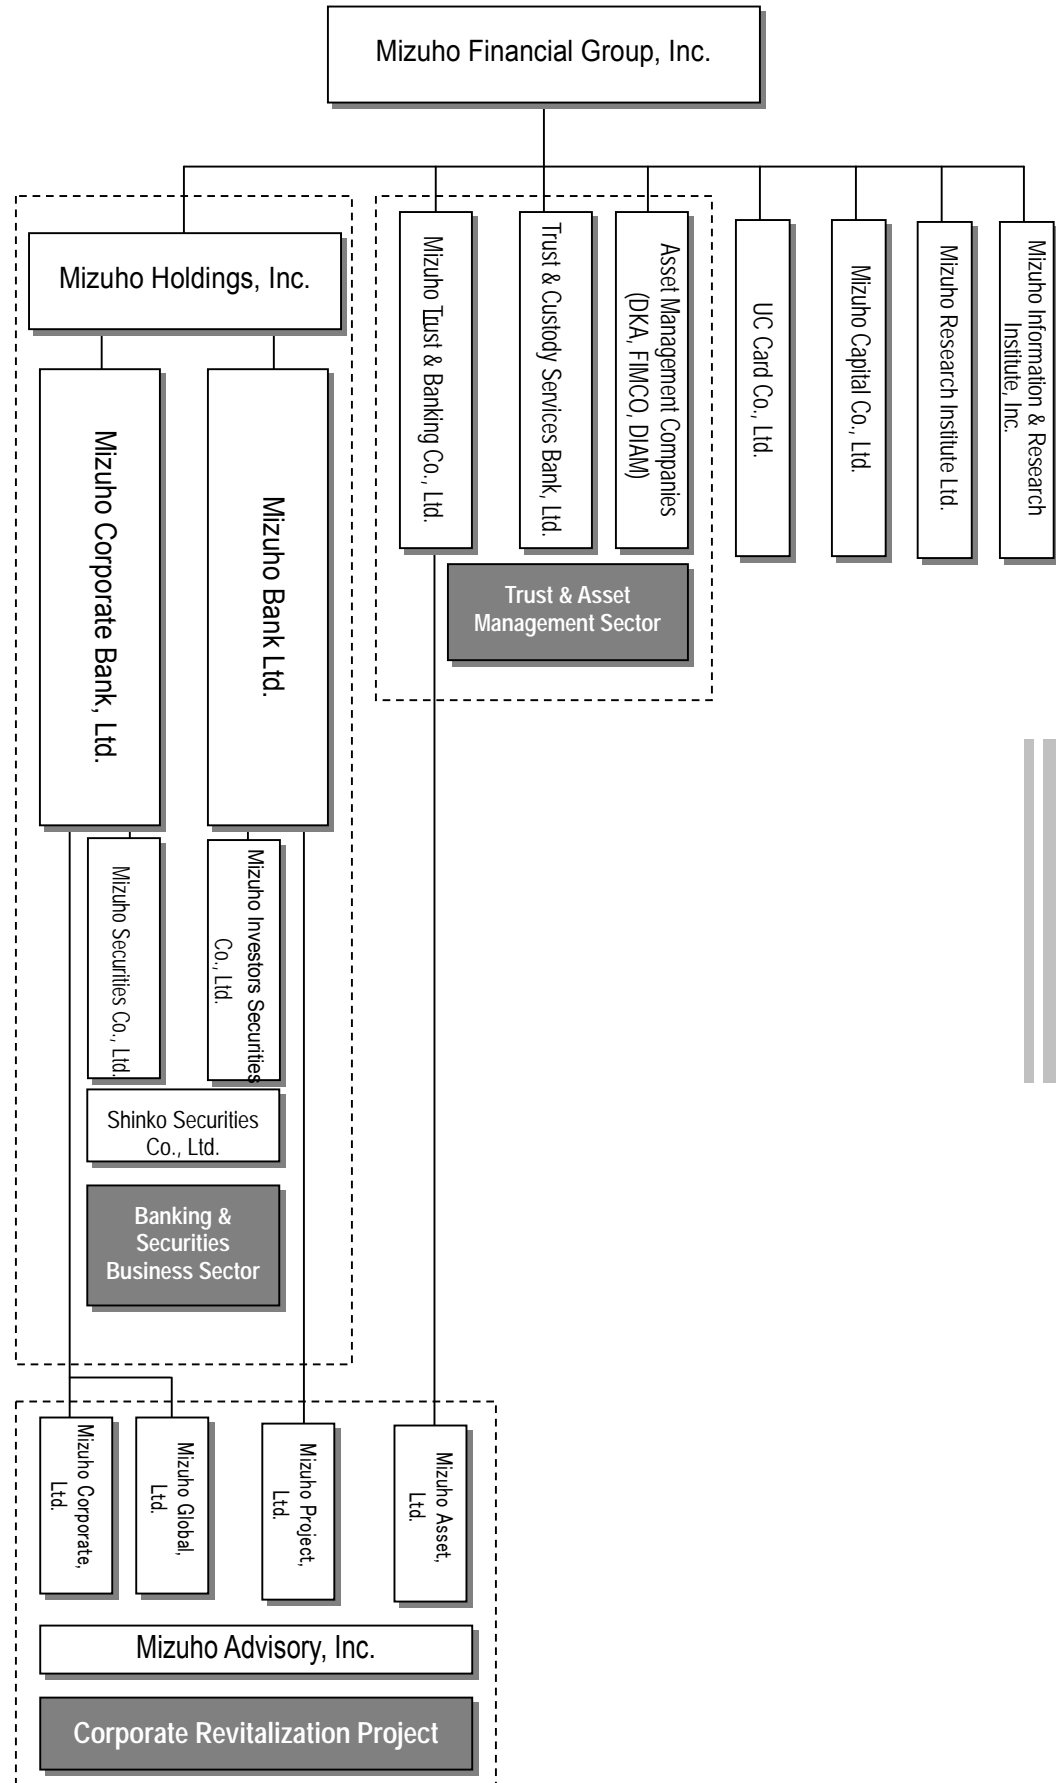 Mizuho Financial Group, Inc.
Mizuho Holdings, Inc.
Mizuho Trust & Banking Co., Ltd.
Trust & Custody Services Bank, Ltd.
Asset Management Companies
(DKA, FIMCO, DIAM)
UC Card Co., Ltd.
Mizuho Capital Co., Ltd.
Mizuho Research Institute Ltd.
Mizuho Information & Research
Institute, Inc.
Mizuho Corporate Bank, Ltd.
Mizuho Bank Ltd.
Trust & Asset
Management Sector
Mizuho Securities Co., Ltd.
Mizuho Investors Securities
Co., Ltd.
Shinko Securities
Co., Ltd.
Banking &
Securities
Business Sector
Mizuho Corporate,
Ltd.
Mizuho Global,
Ltd.
Mizuho Project,
Ltd.
Mizuho Asset,
Ltd.
Mizuho Advisory, Inc.
Corporate Revitalization Project